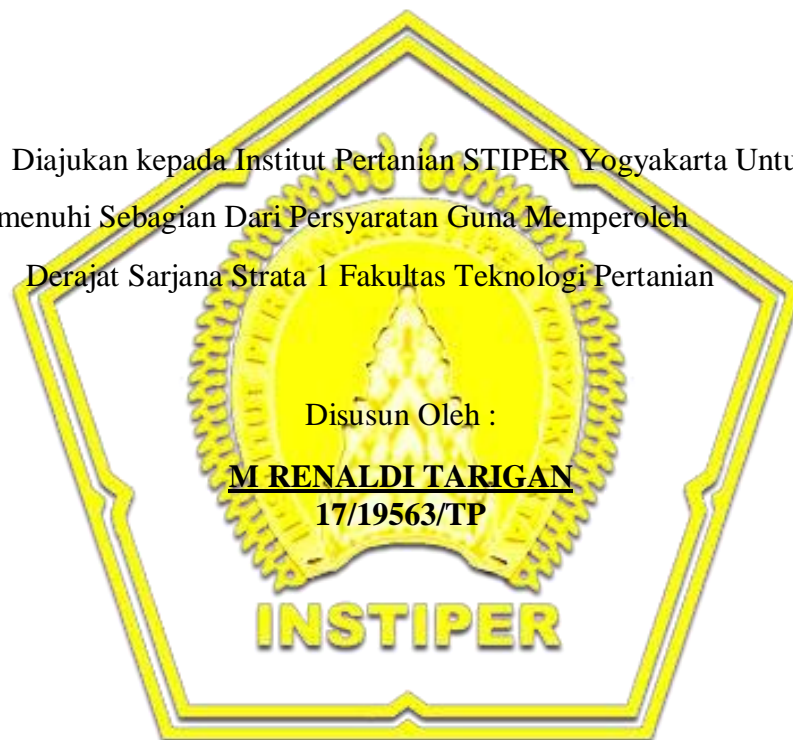 Diajukan kepada Institut Pertanian STIPER Yogyakarta Untu
menuhi Sebagian Dari Persyaratan Guna Memperoleh
Derajat Sarjana Strata 1 Fakultas Teknologi Pertanian
Disusun Oleh :
M RENALDI TARIGAN
17/19563/TP
INSTIPER